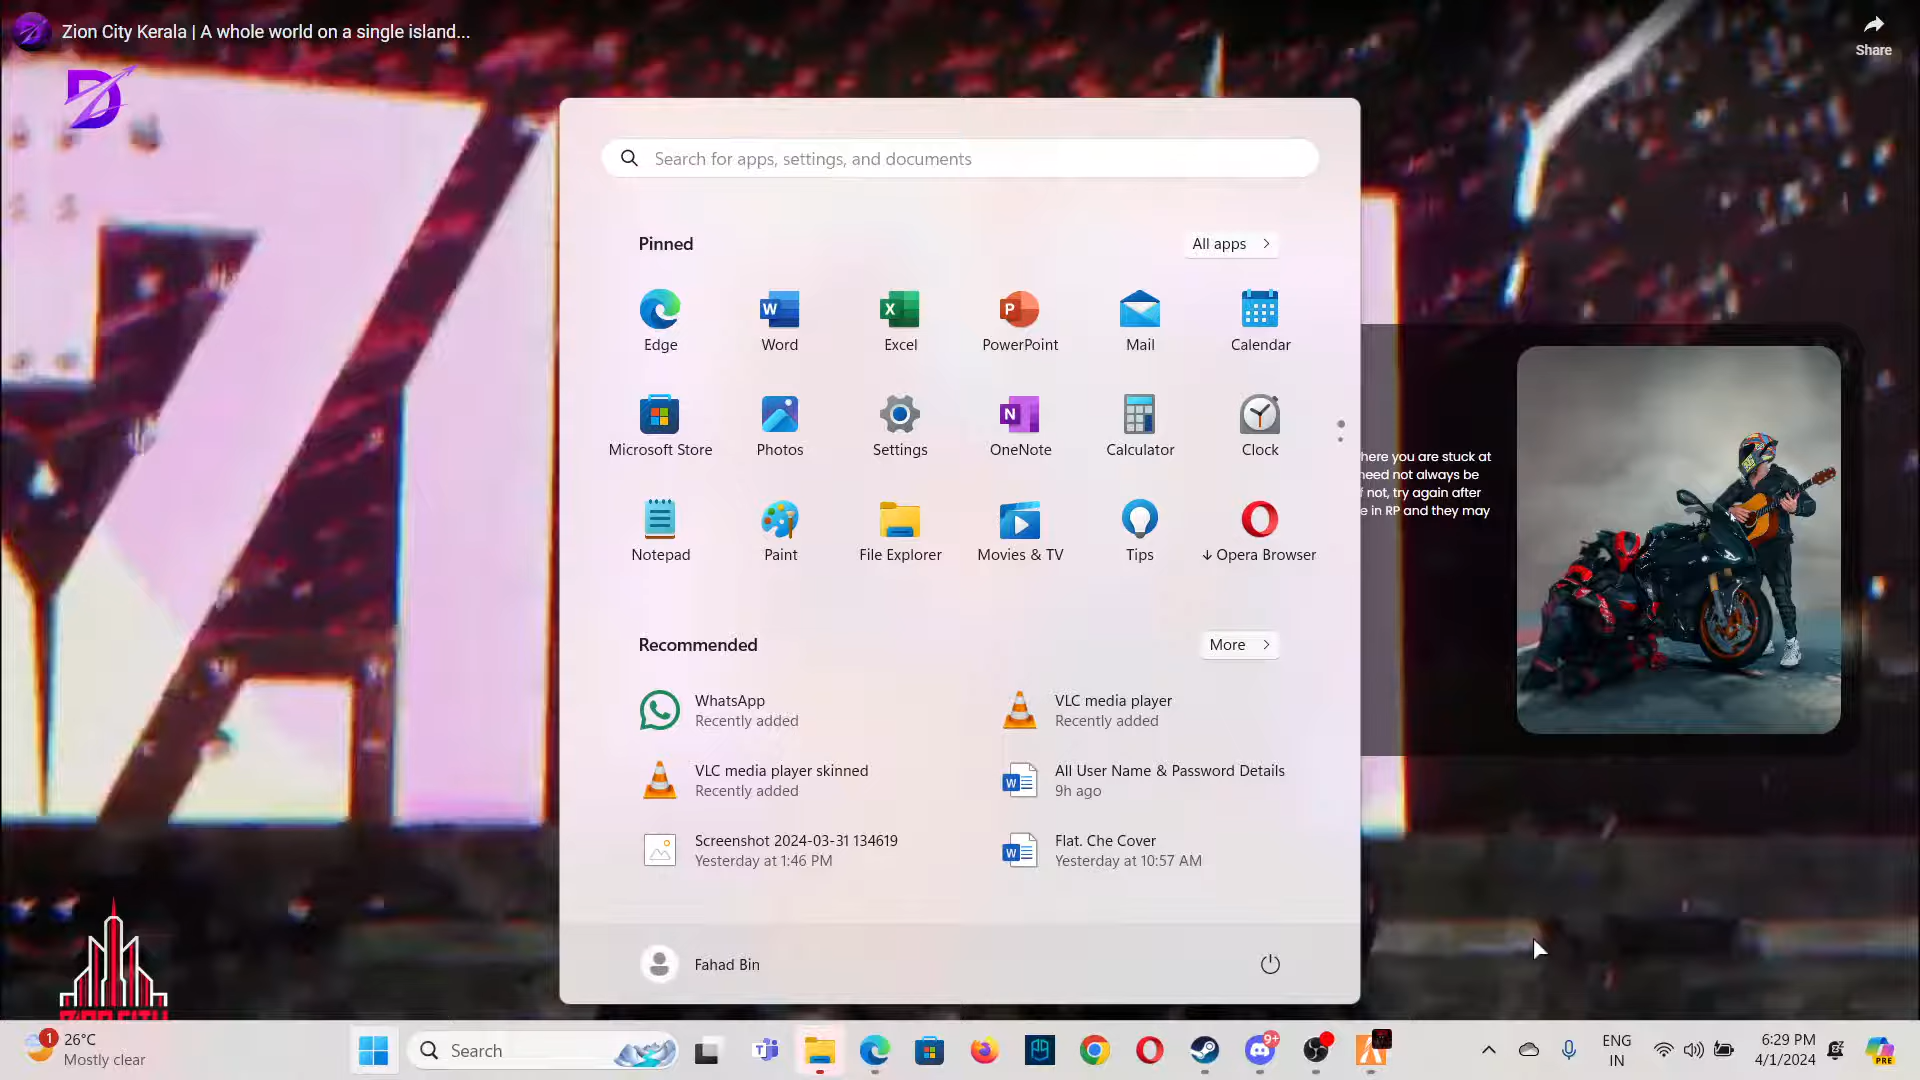 Zion City Kerala | A whole world on a single island...
Share
Search for apps, settings, and documents
Pinned
All apps
Edge
Word
Excel
PowerPoint
Mail
Calendar
Microsoft Store
Photos
Settings
OneNote
Calculator
Clock
Notepad
Paint
File Explorer
Movies & TV
Tips
Opera Browser
here you are stuck at
need not always be
not, try again after
e in RP and they may
Recommended
More
WhatsApp
Recently added
VLC media player
Recently added
VLC media player skinned
Recently added
All User Name & Password Details
9h ago
Screenshot 2024-03-31 134619
Yesterday at 1:46 PM
Flat. Che Cover
Yesterday at 10:57 AM
Fahad Bin
1
26°C
Mostly clear
Search
9+
ENG
IN
6:29 PM
4/1/2024
PRE